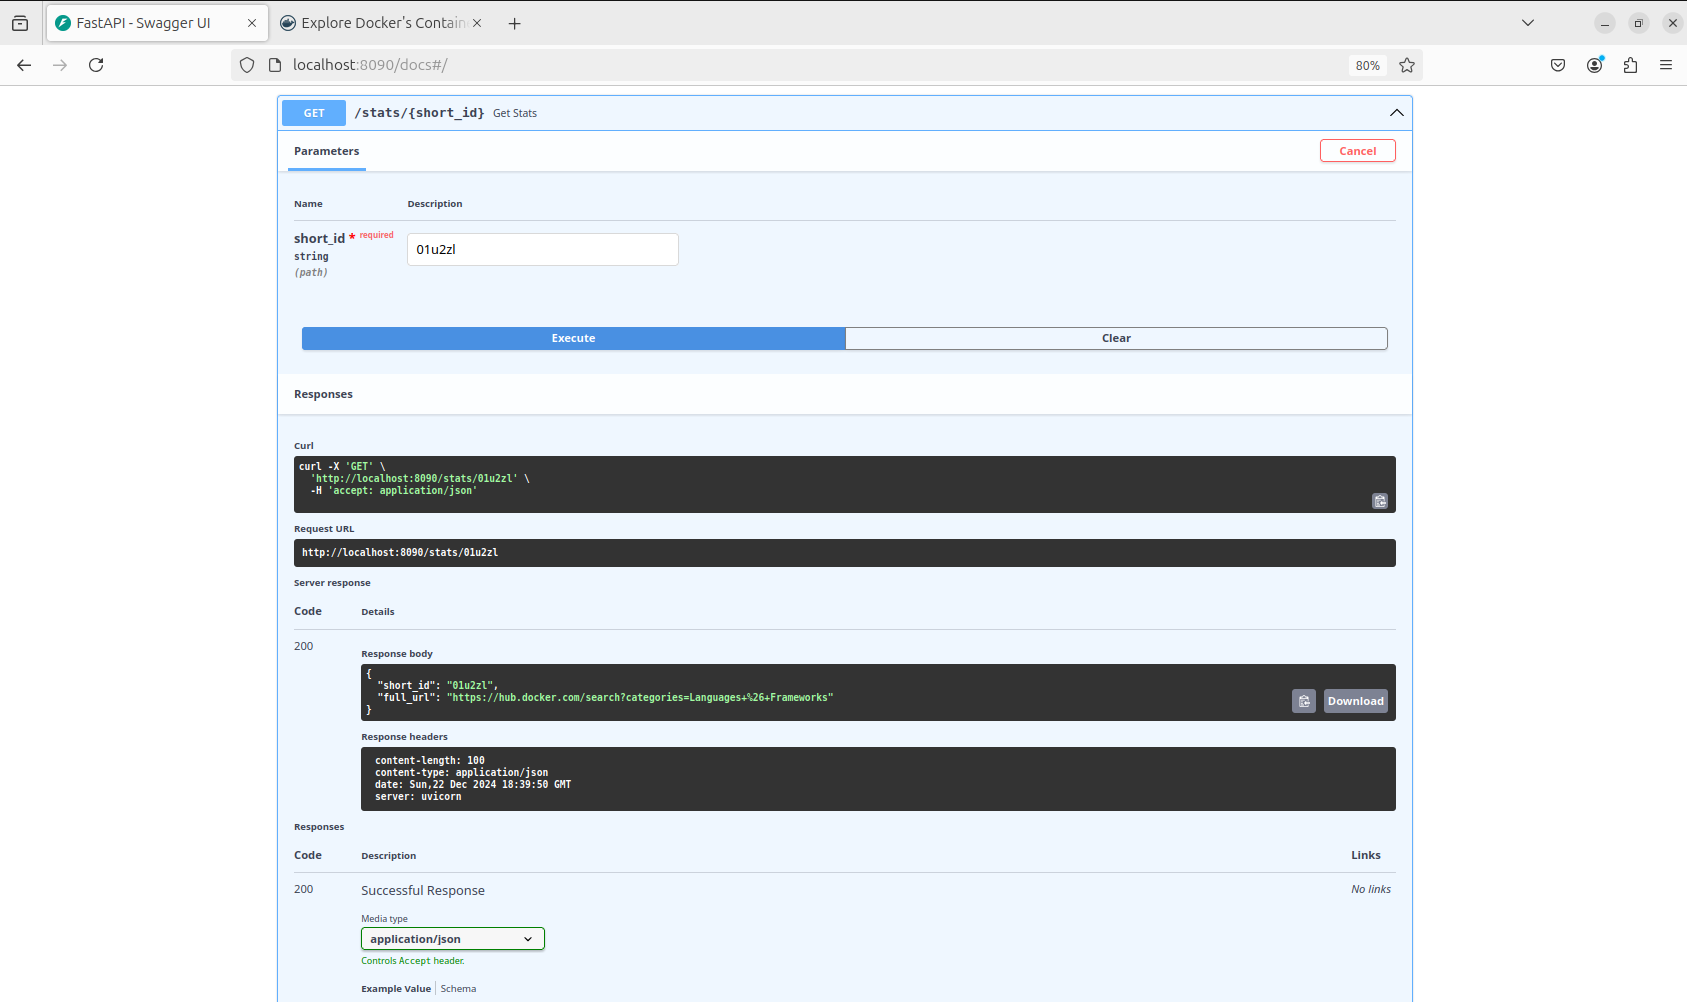 FastAPI - Swagger UI
Explore Docker's Contain
localhost:8090/docs#/
80%
GET /stats/{short_id} Get Stats
Parameters
Cancel
Name Description
short_id * required
string
(path)
01u2zl
Execute
Clear
Responses
Curl
curl -X 'GET' \
'http://localhost:8090/stats/01u2zl' \
-H 'accept: application/json'
Request URL
http://localhost:8090/stats/01u2zl
Server response
Code Details
200
Response body
{
"short_id": "01u2zl",
"full_url": "https://hub.docker.com/search?categories=Languages+%26+Frameworks"
}
Download
Response headers
content-length: 100
content-type: application/json
date: Sun,22 Dec 2024 18:39:50 GMT
server: uvicorn
Responses
Code Description Links
200 Successful Response No links
Media type
application/json
Controls Accept header.
Example Value Schema